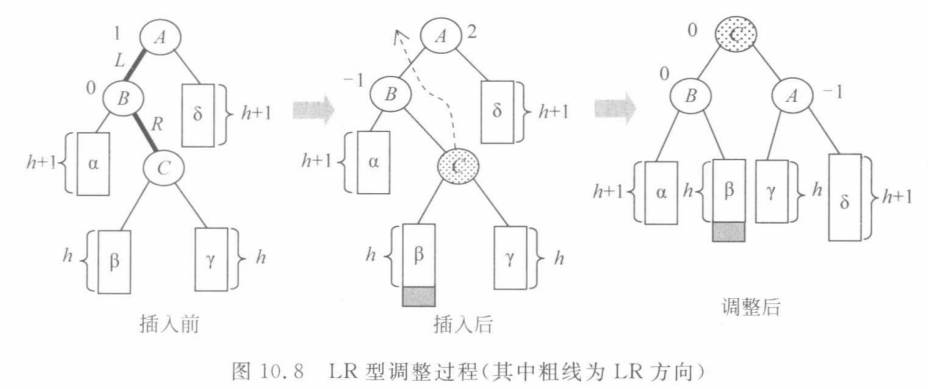 1 A 2 A 0 C
L
0 B -1 B 0 B A -1
R δ h+1 δ h+1
h+1 α C h+1 α C h+1 α h β γ h δ h+1
h β γ h h β γ h
插入前 插入后 调整后
图 10.8 LR 型调整过程(其中粗线为 LR 方向)